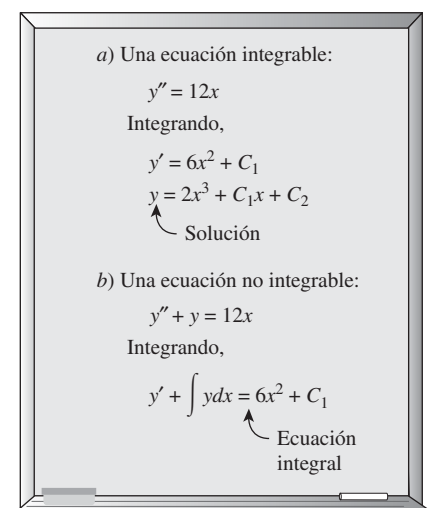 a) Una ecuación integrable:
y″ = 12x
Integrando,
y′ = 6x² + C₁
y = 2x³ + C₁x + C₂
Solución
b) Una ecuación no integrable:
y″ + y = 12x
Integrando,
y′ + ∫ ydx = 6x² + C₁
Ecuación
integral